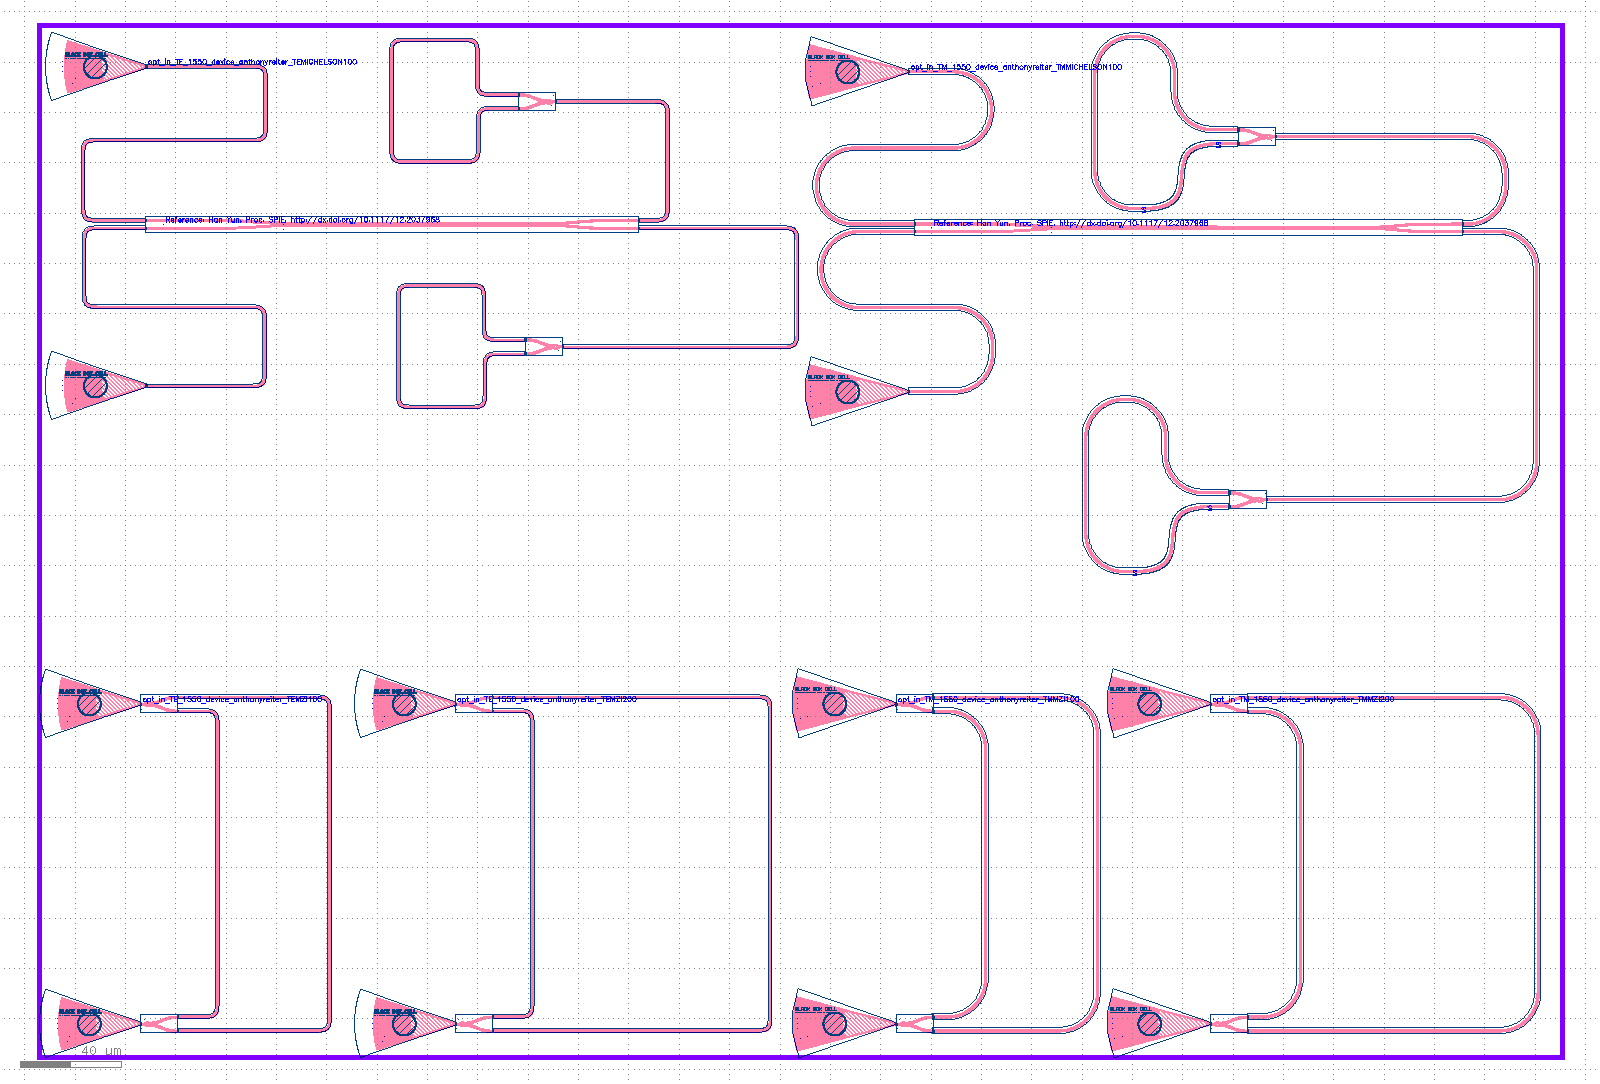 BLACK BOX CELL
opt_in_TE_1550_device_anthonyreiter_TEMICHELSON100
BLACK BOX CELL
opt_in_TM_1550_device_anthonyreiter_TMMICHELSON100
S
S
Reference: Han Yun, Proc. SPIE, http://dx.doi.org/10.1117/12.2037968
Reference: Han Yun, Proc. SPIE, http://dx.doi.org/10.1117/12.2037968
BLACK BOX CELL
BLACK BOX CELL
S
S
BLACK BOX CELL
opt_in_TE_1550_device_anthonyreiter_TEMZI100
BLACK BOX CELL
opt_in_TE_1550_device_anthonyreiter_TEMZI200
BLACK BOX CELL
opt_in_TM_1550_device_anthonyreiter_TMMZI100
BLACK BOX CELL
opt_in_TM_1550_device_anthonyreiter_TMMZI200
BLACK BOX CELL
BLACK BOX CELL
BLACK BOX CELL
BLACK BOX CELL
40 µm